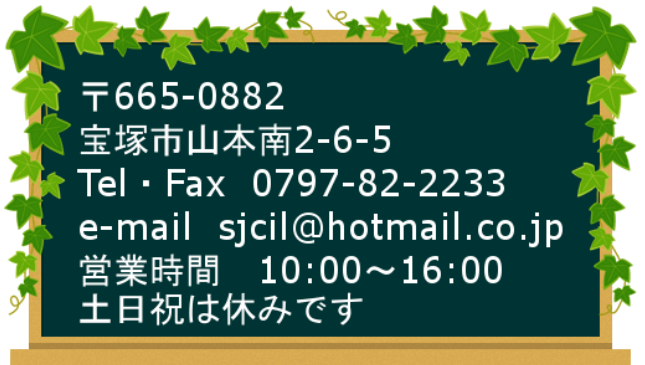 〒665-0882
宝塚市山本南2-6-5
Tel・Fax 0797-82-2233
e-mail sjcil@hotmail.co.jp
営業時間 10:00～16:00
土日祝は休みです